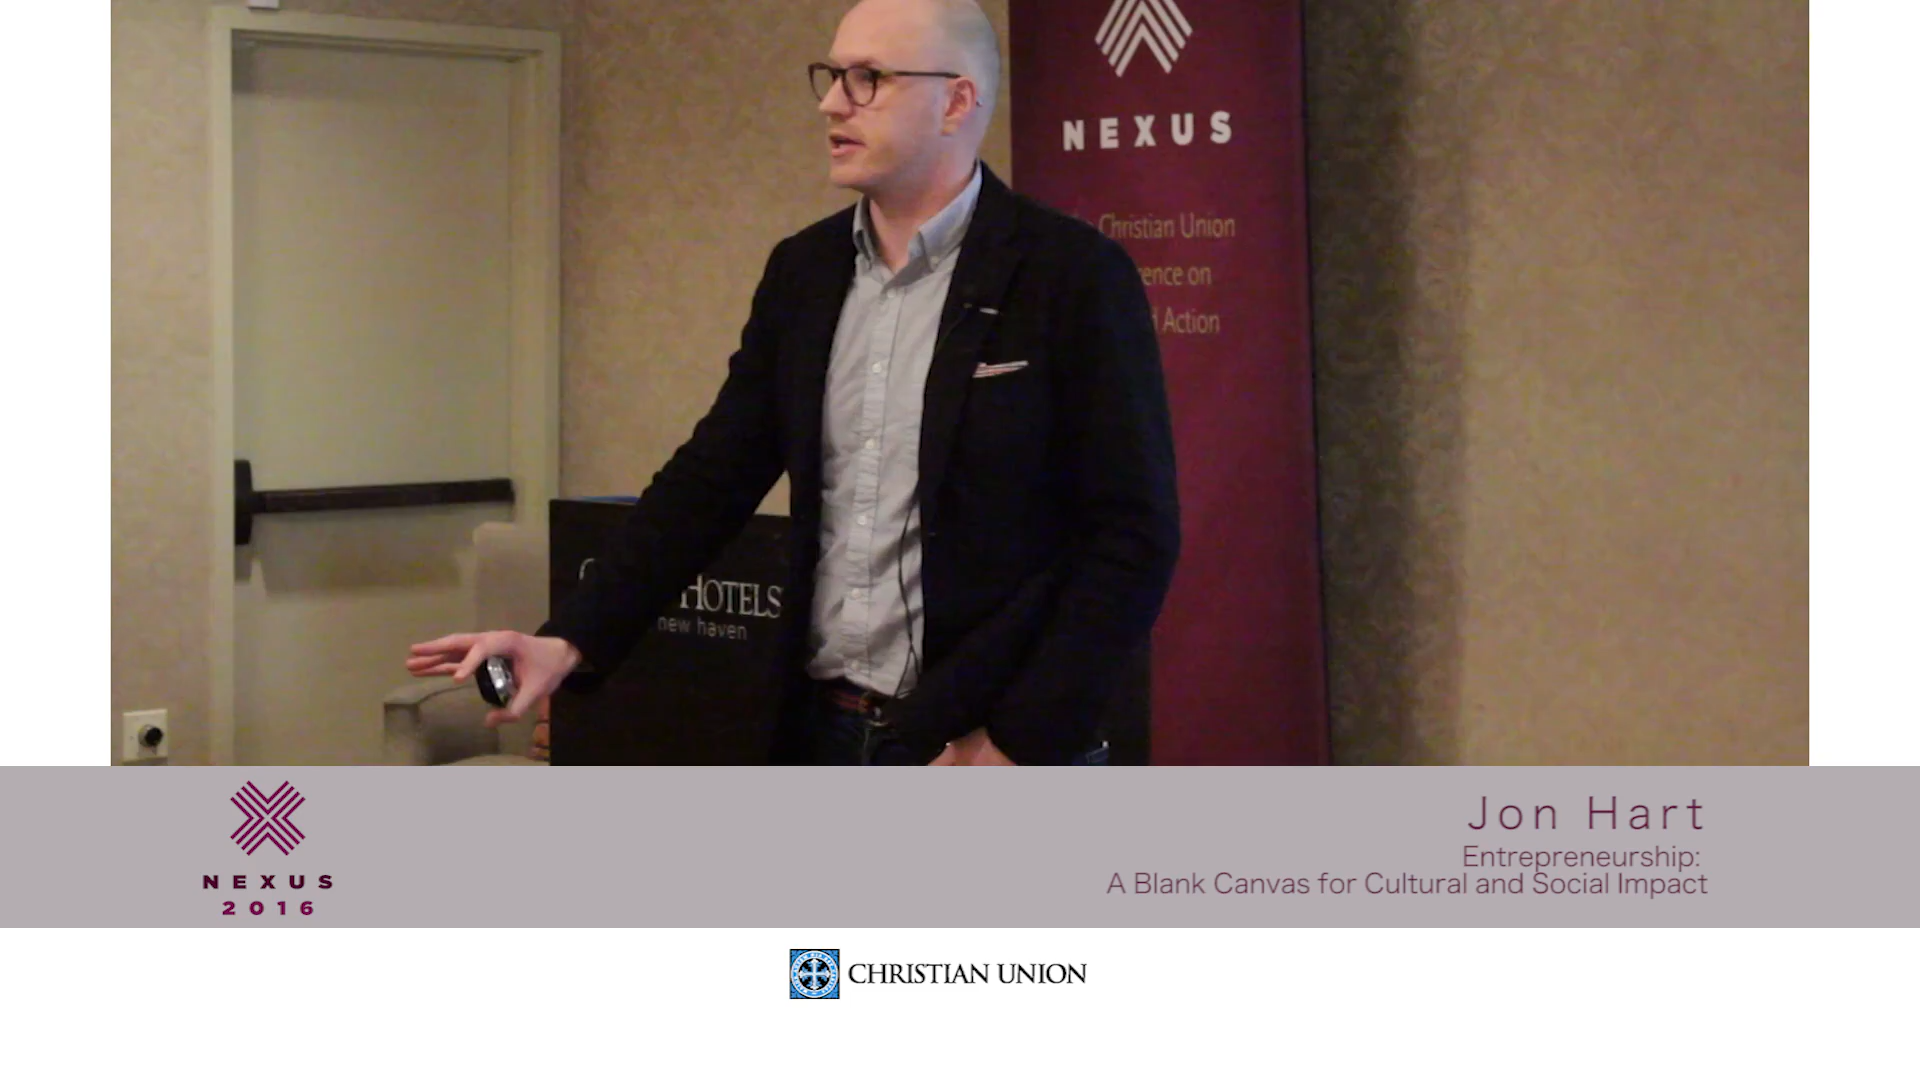 NEXUS
Christian Union
ence on
Action
HOTELS
new haven
NEXUS
2016
Jon Hart
Entrepreneurship:
A Blank Canvas for Cultural and Social Impact
CHRISTIAN UNION